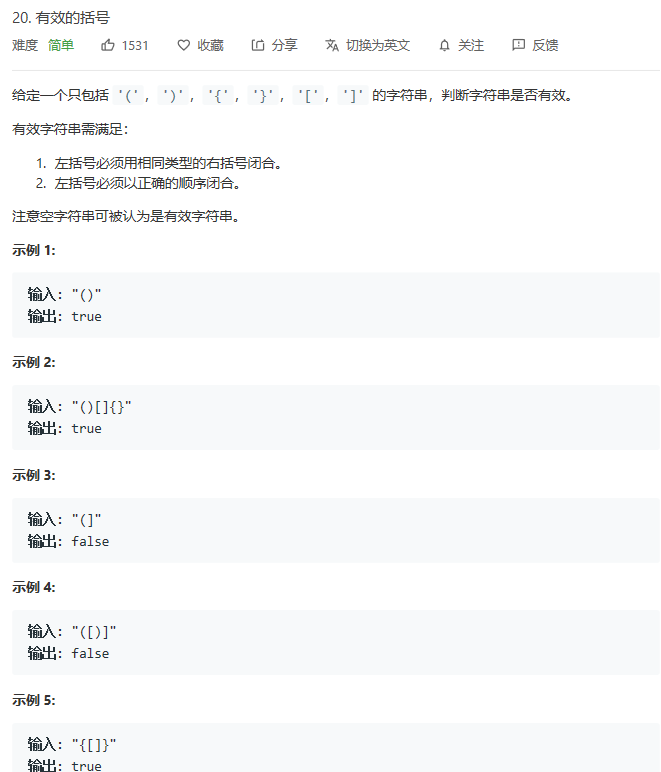 20. 有效的括号
难度 简单 1531 收藏 分享 切换为英文 关注 反馈
给定一个只包括 '('，')'，'{'，'}'，'['，']' 的字符串，判断字符串是否有效。
有效字符串需满足：
1. 左括号必须用相同类型的右括号闭合。
2. 左括号必须以正确的顺序闭合。
注意空字符串可被认为是有效字符串。
示例 1:
输入: "()"
输出: true
示例 2:
输入: "()[]{}"
输出: true
示例 3:
输入: "(]"
输出: false
示例 4:
输入: "([)]"
输出: false
示例 5:
输入: "{[]}"
输出: true